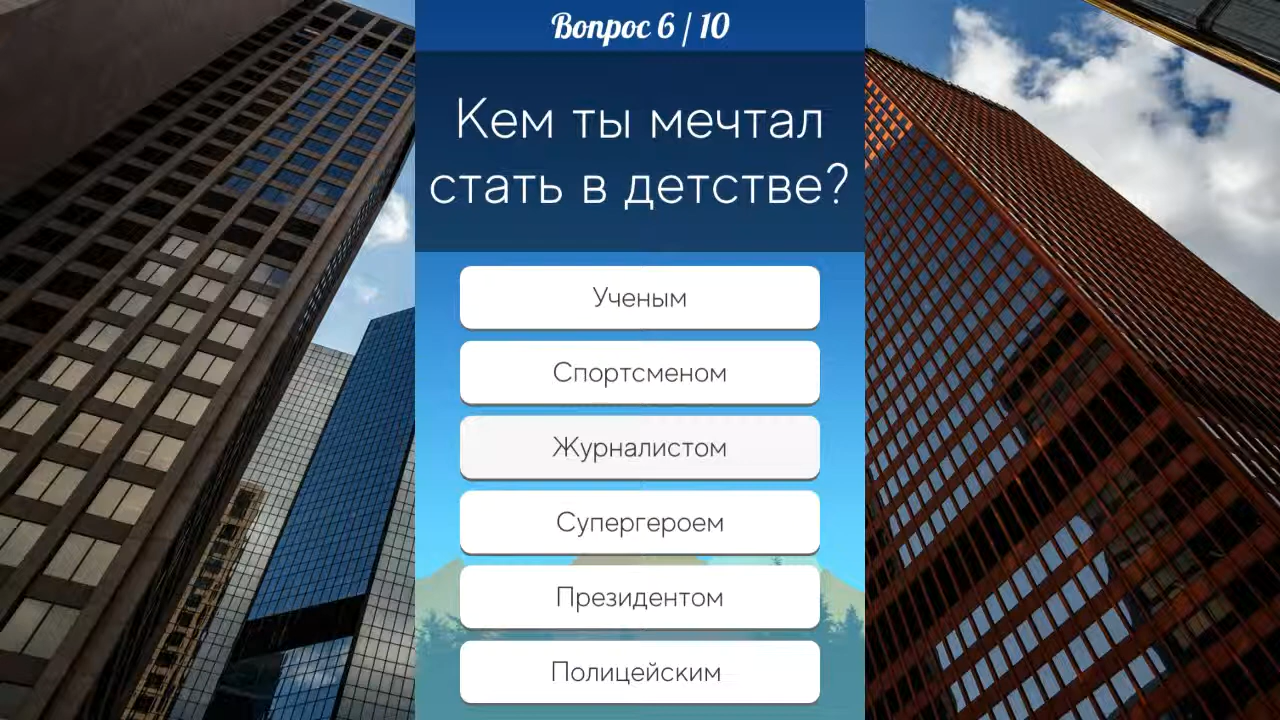 Вопрос 6 / 10
Кем ты мечтал
стать в детстве?
Ученым
Спортсменом
Журналистом
Супергероем
Президентом
Полицейским